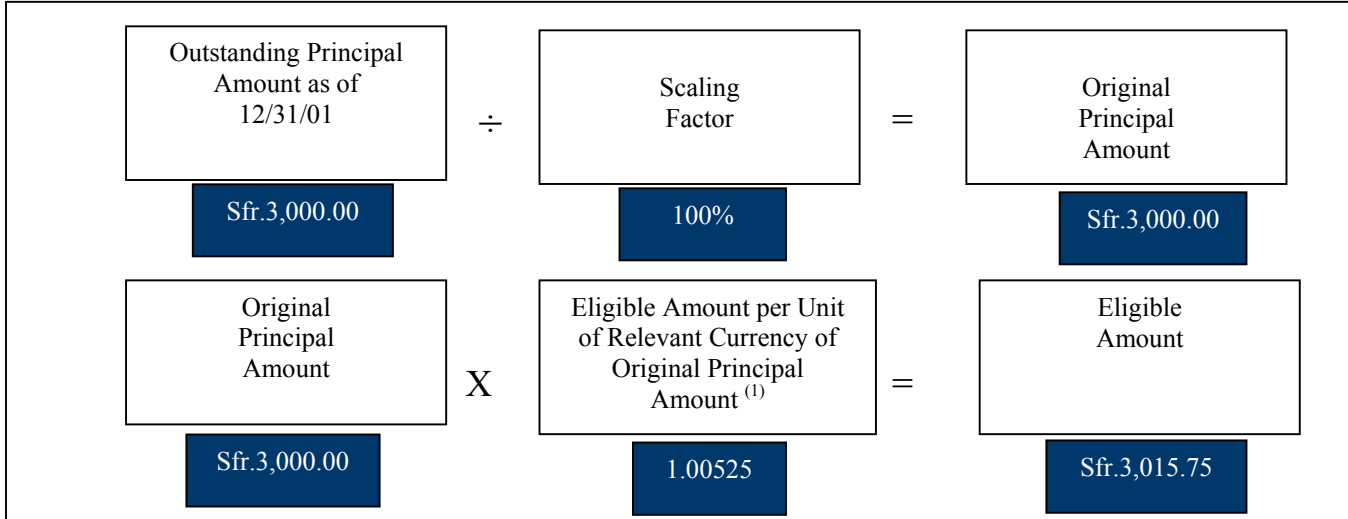 Outstanding Principal
Amount as of
12/31/01
÷
Scaling
Factor
=
Original
Principal
Amount
Sfr.3,000.00
100%
Sfr.3,000.00
Original
Principal
Amount
X
Eligible Amount per Unit
of Relevant Currency of
Original Principal
Amount (1)
=
Eligible
Amount
Sfr.3,000.00
1.00525
Sfr.3,015.75